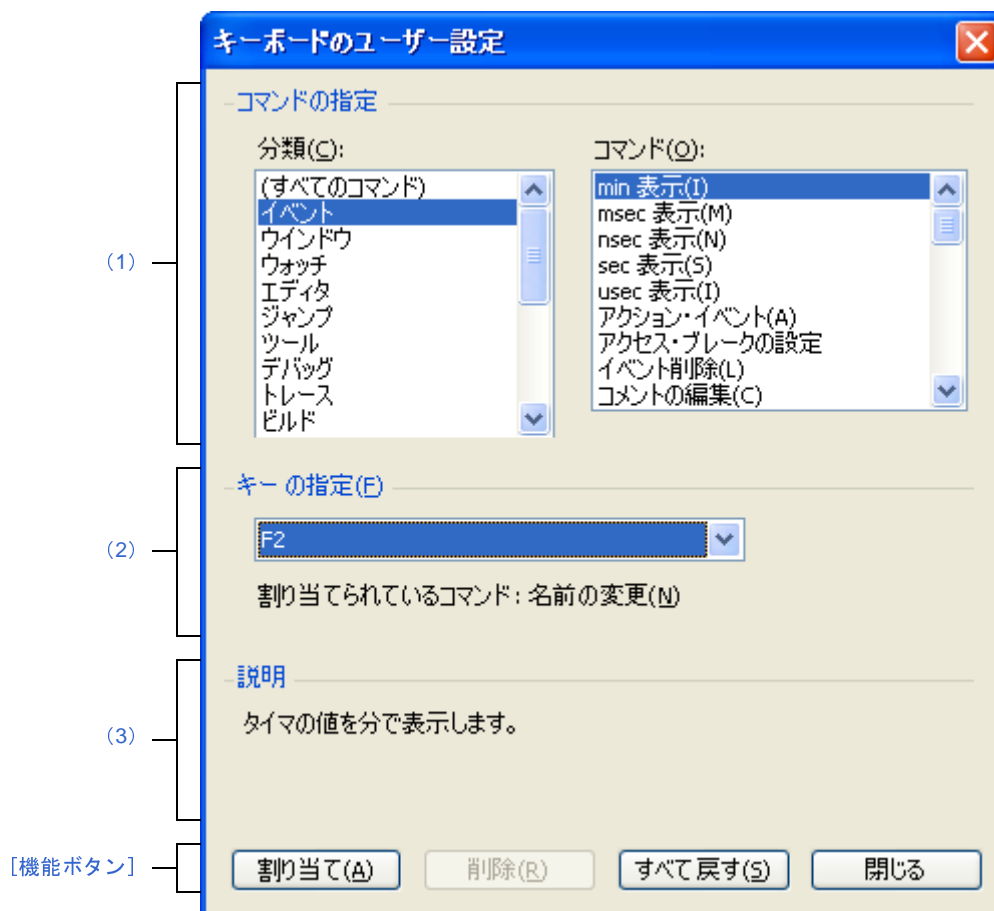 キーボードのユーザー設定
(1)
コマンドの指定
分類(C):
(すべてのコマンド)
イベント
ウインドウ
ウォッチ
エディタ
ジャンプ
ツール
デバッグ
トレース
ビルド
コマンド(O):
min 表示(I)
msec 表示(M)
nsec 表示(N)
sec 表示(S)
usec 表示(I)
アクション・イベント(A)
アクセス・ブレークの設定
イベント削除(L)
コメントの編集(C)
(2)
キー の指定(F)
F2
割り当てられているコマンド : 名前の変更(N)
(3)
説明
タイマの値を分で表示します。
[機能ボタン]
割り当て(A)
削除(R)
すべて戻す(S)
閉じる